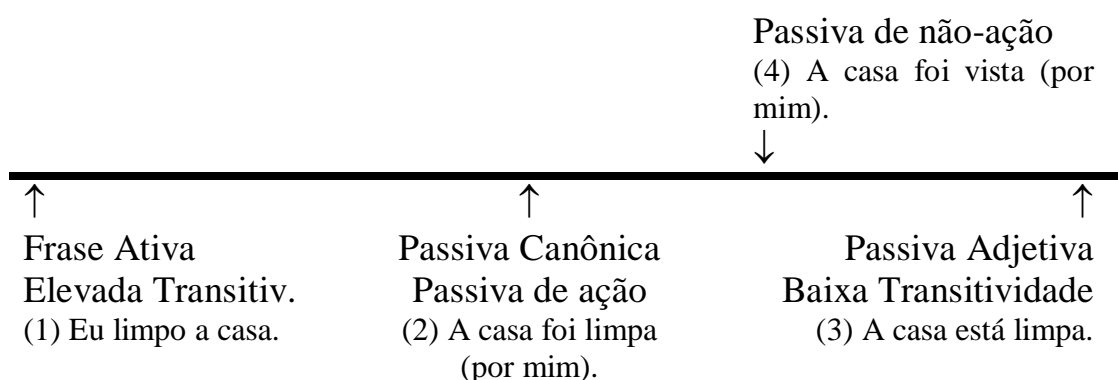 Passiva de não-ação
(4) A casa foi vista (por
mim).
↓
↑ ↑ ↑
Frase Ativa
Elevada Transitiv.
(1) Eu limpo a casa.
Passiva Canônica
Passiva de ação
(2) A casa foi limpa
(por mim).
Passiva Adjetiva
Baixa Transitividade
(3) A casa está limpa.